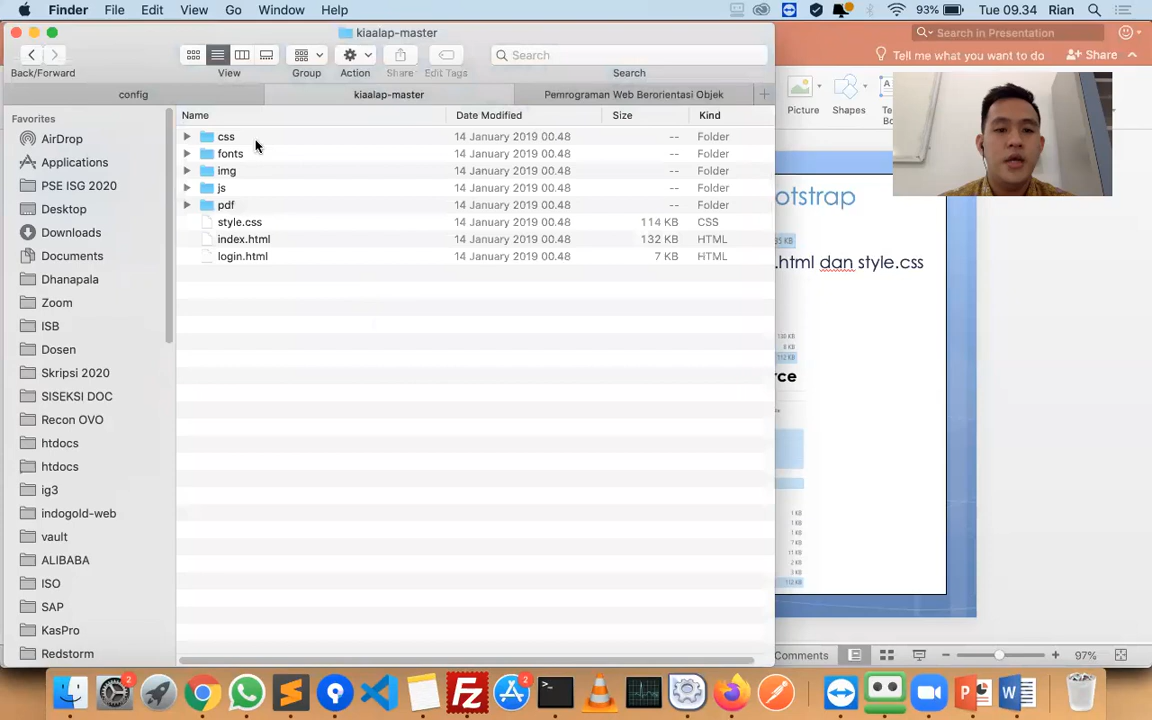 Finder File Edit View Go Window Help 93% Tue 09.34 Rian
kiaalap-master
Search in Presentation
Search
Tell me what you want to do
Share
Back/Forward View Group Action Share Edit Tags Search
Picture Shapes Te
Bo
config kiaalap-master Pemrograman Web Berorientasi Objek
Favorites
AirDrop
Applications
PSE ISG 2020
Desktop
Downloads
Documents
Dhanapala
Zoom
ISB
Dosen
Skripsi 2020
SISEKSI DOC
Recon OVO
htdocs
htdocs
ig3
indogold-web
vault
ALIBABA
ISO
SAP
KasPro
Redstorm
Name Date Modified Size Kind
css 14 January 2019 00.48 -- Folder
fonts 14 January 2019 00.48 -- Folder
img 14 January 2019 00.48 -- Folder
js 14 January 2019 00.48 -- Folder
pdf 14 January 2019 00.48 -- Folder
style.css 14 January 2019 00.48 114 KB CSS
index.html 14 January 2019 00.48 132 KB HTML
login.html 14 January 2019 00.48 7 KB HTML
otstrap
.html dan style.css
rce
Comments 97%
2
2